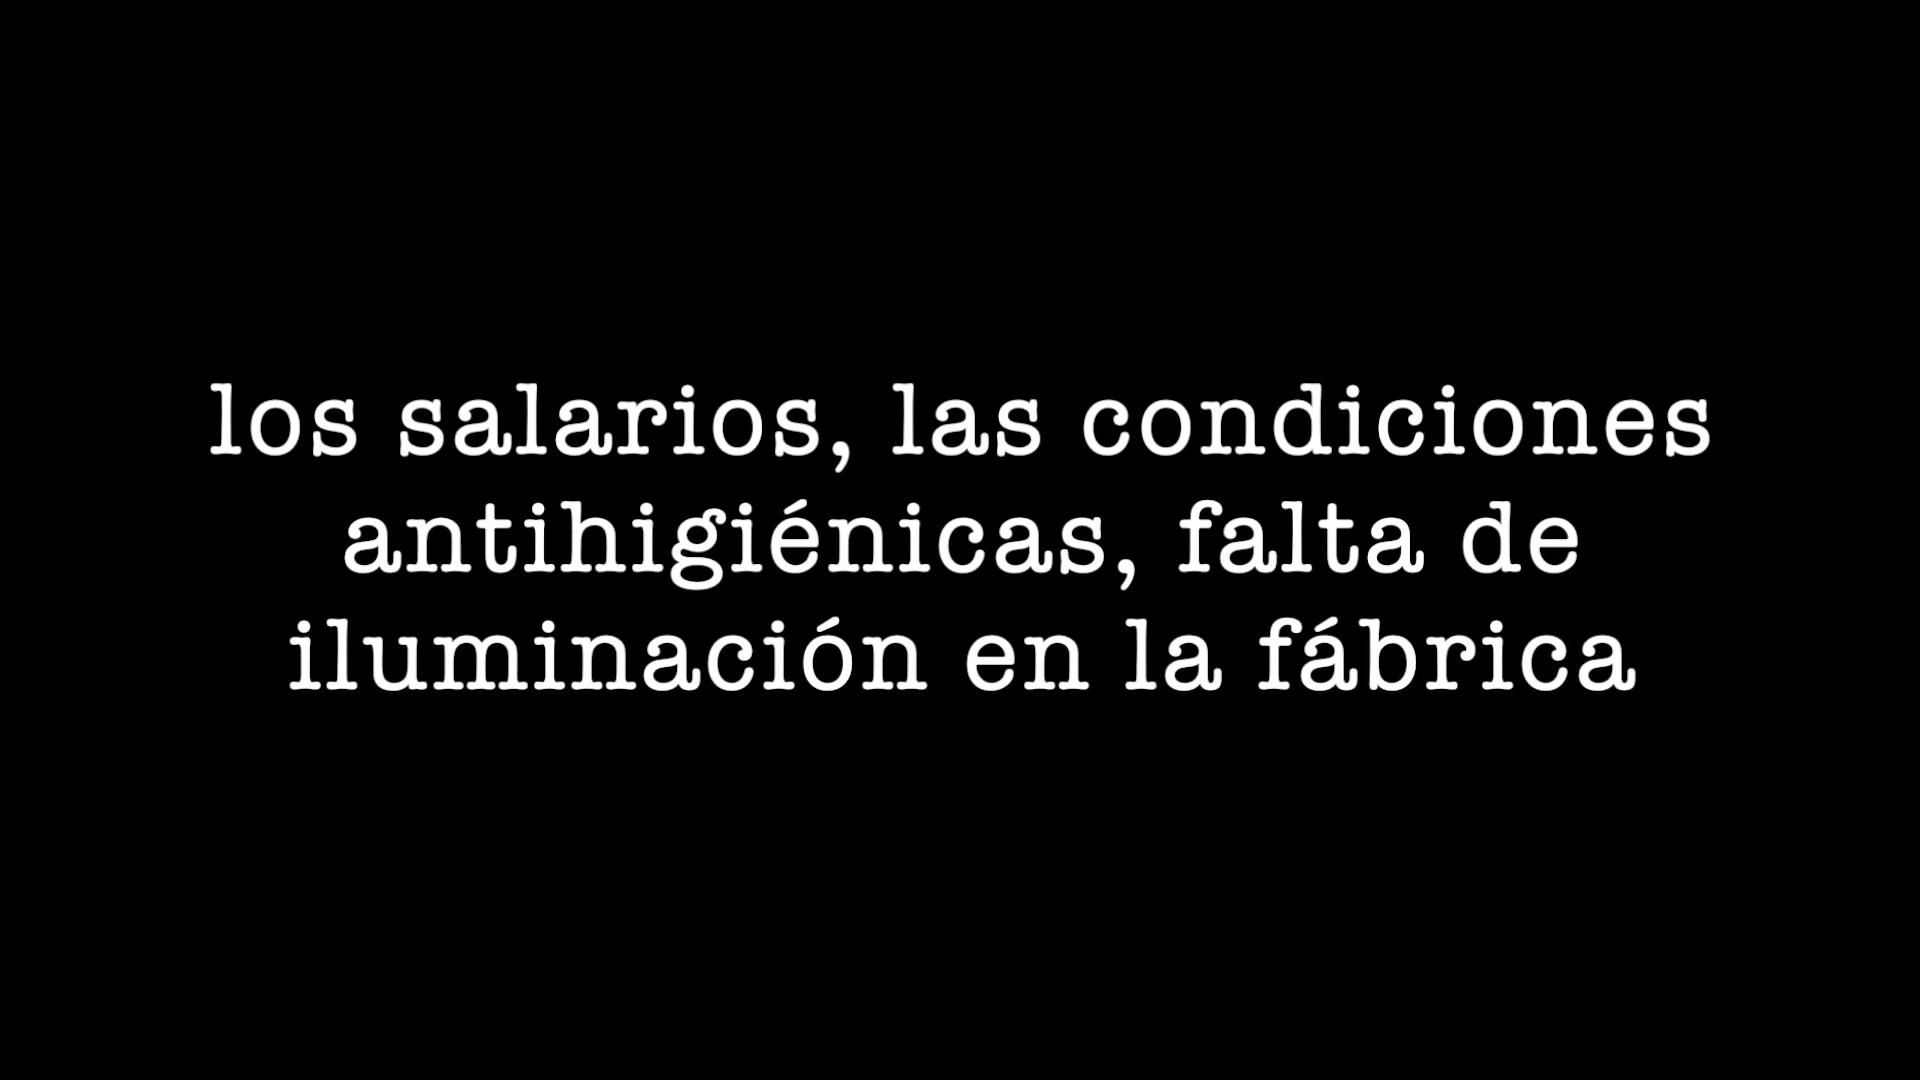 los salarios, las condiciones
antihigiénicas, falta de
iluminación en la fábrica